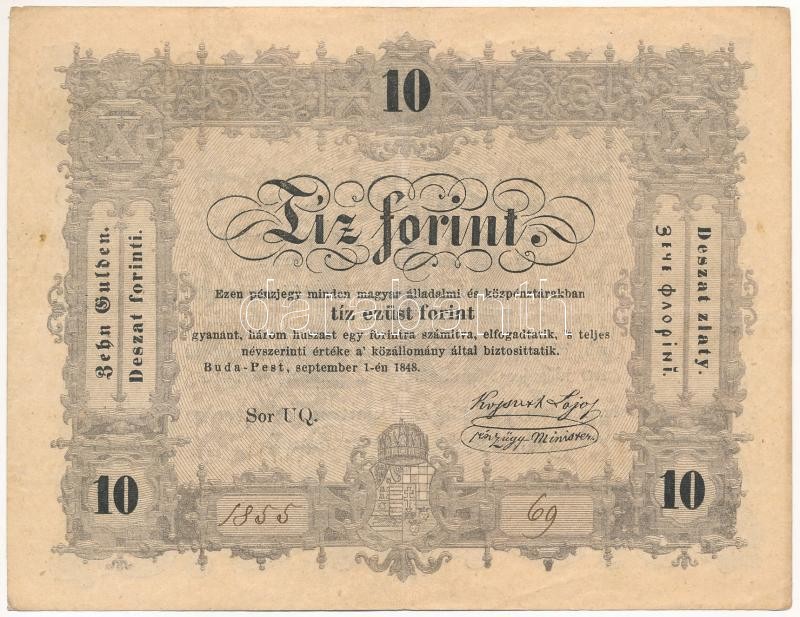 10
Tíz forint.
Ezen pénzjegy minden magyar álladalmi és közpénztárakban
tíz ezüst forint
gyanánt, három huszast egy forintra számítva, elfogadtatik, 's teljes
névszerinti értéke a' közállomány által biztosittatik.
Buda-Pest, september 1-én 1848.
Sor UQ.
Kossuth Lajos
pénzügy Minister.
Zehn Gulden.
Deszat forinti.
Deszat zlaty.
10
1855
69
10
darabanth